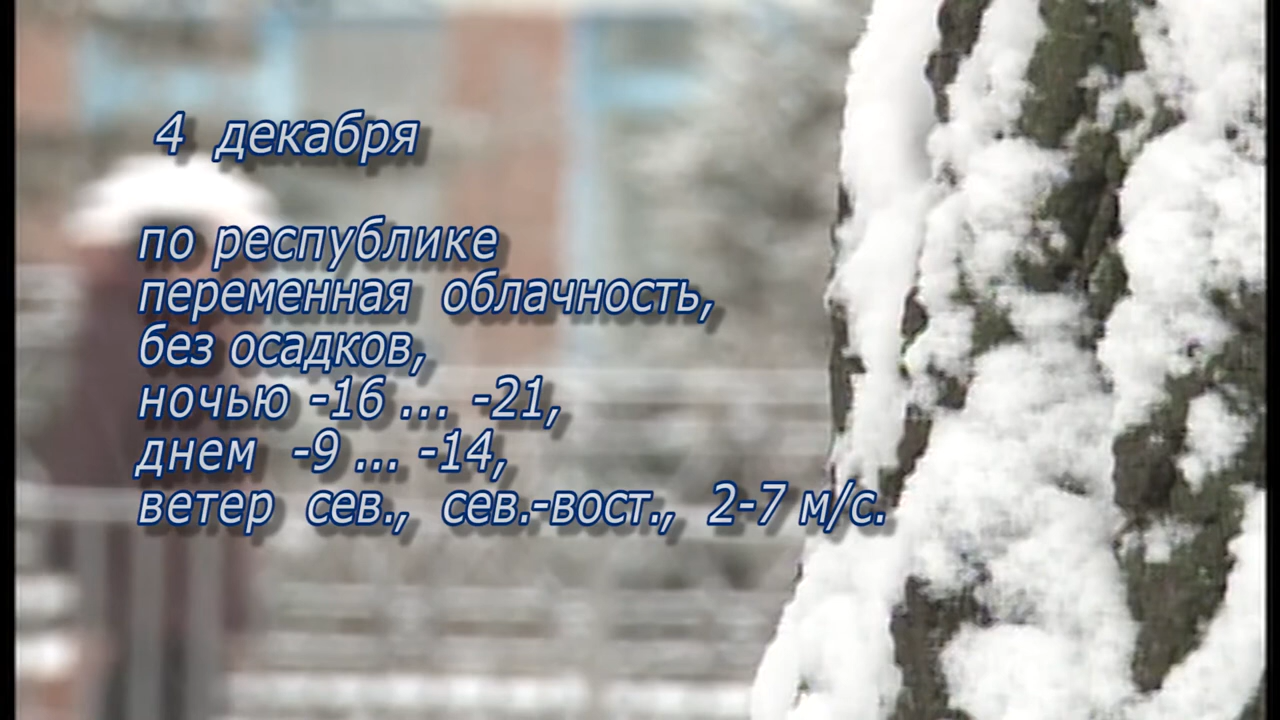 4 декабря
по республике
переменная облачность,
без осадков,
ночью -16 ... -21,
днем -9 ... -14,
ветер сев., сев.-вост., 2-7 м/с.